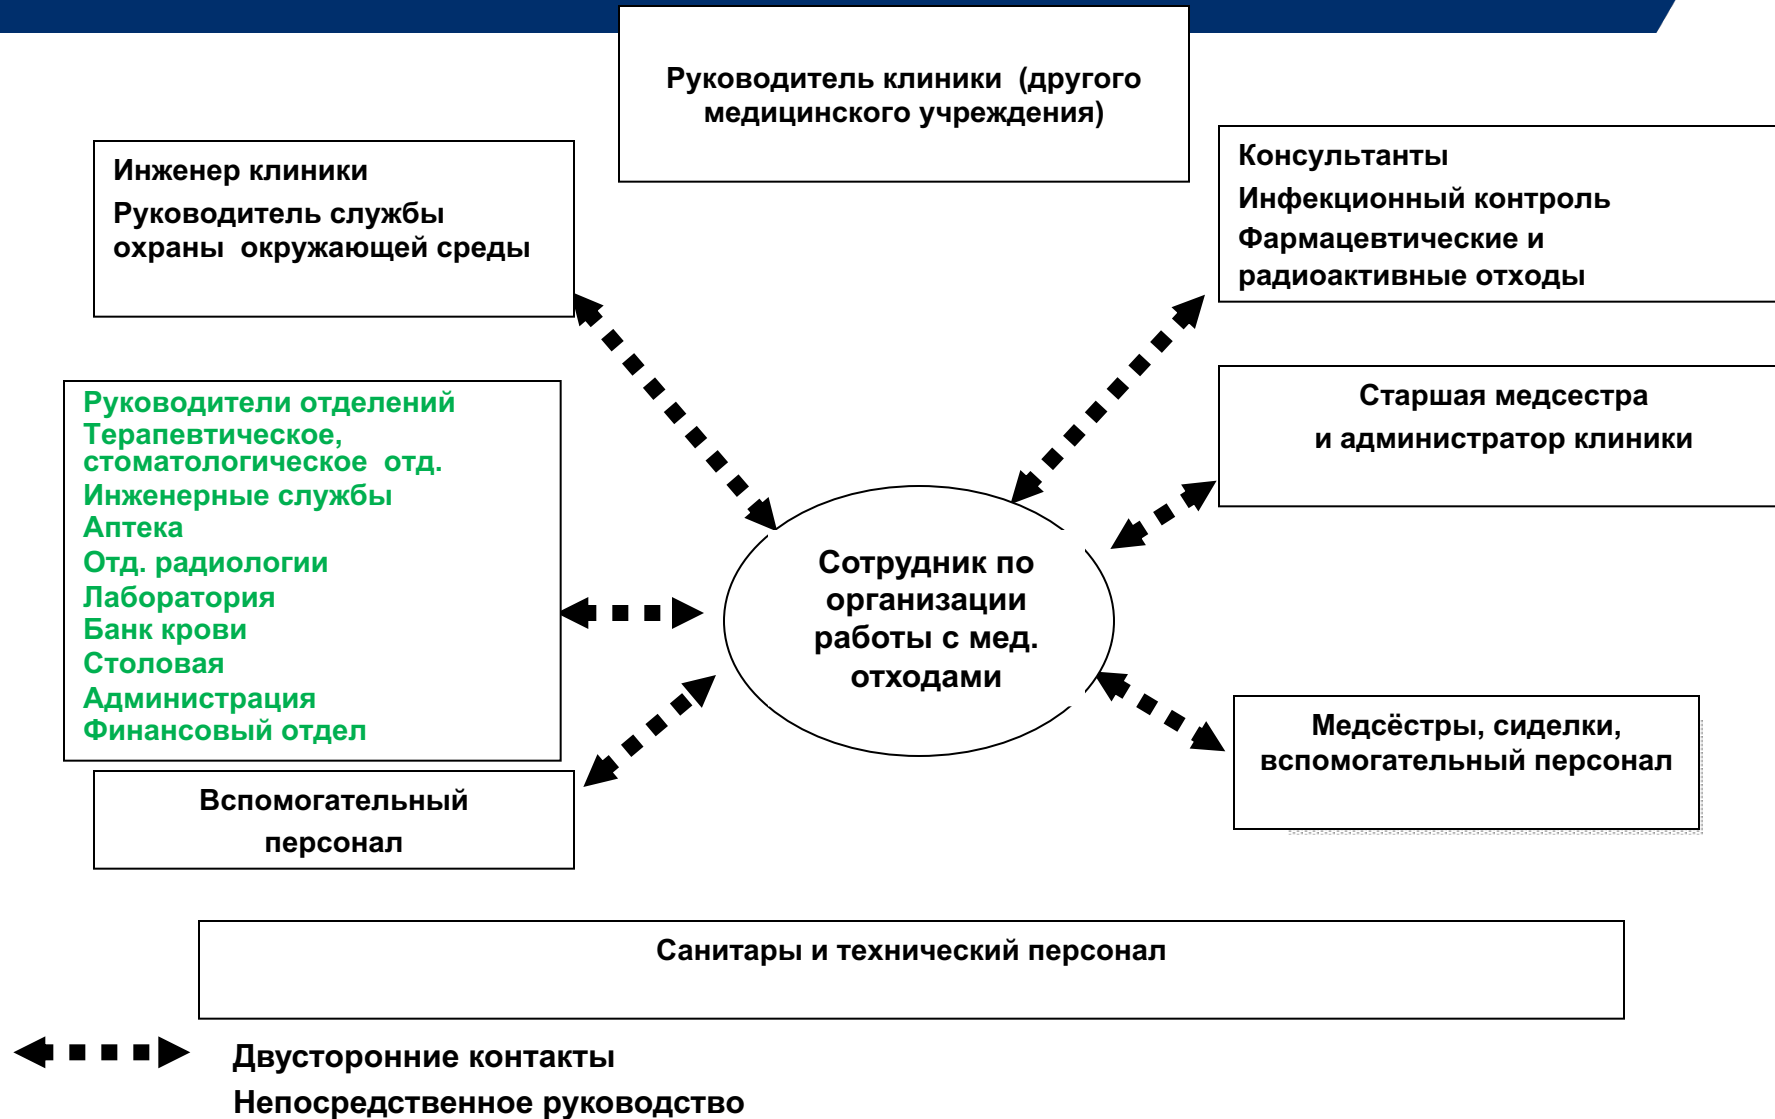 Руководитель клиники (другого
медицинского учреждения)
Инженер клиники
Руководитель службы
охраны окружающей среды
Консультанты
Инфекционный контроль
Фармацевтические и
радиоактивные отходы
Руководители отделений
Терапевтическое,
стоматологическое отд.
Инженерные службы
Аптека
Отд. радиологии
Лаборатория
Банк крови
Столовая
Администрация
Финансовый отдел
Старшая медсестра
и администратор клиники
Сотрудник по
организации
работы с мед.
отходами
Медсёстры, сиделки,
вспомогательный персонал
Вспомогательный
персонал
Санитары и технический персонал
Двусторонние контакты
Непосредственное руководство